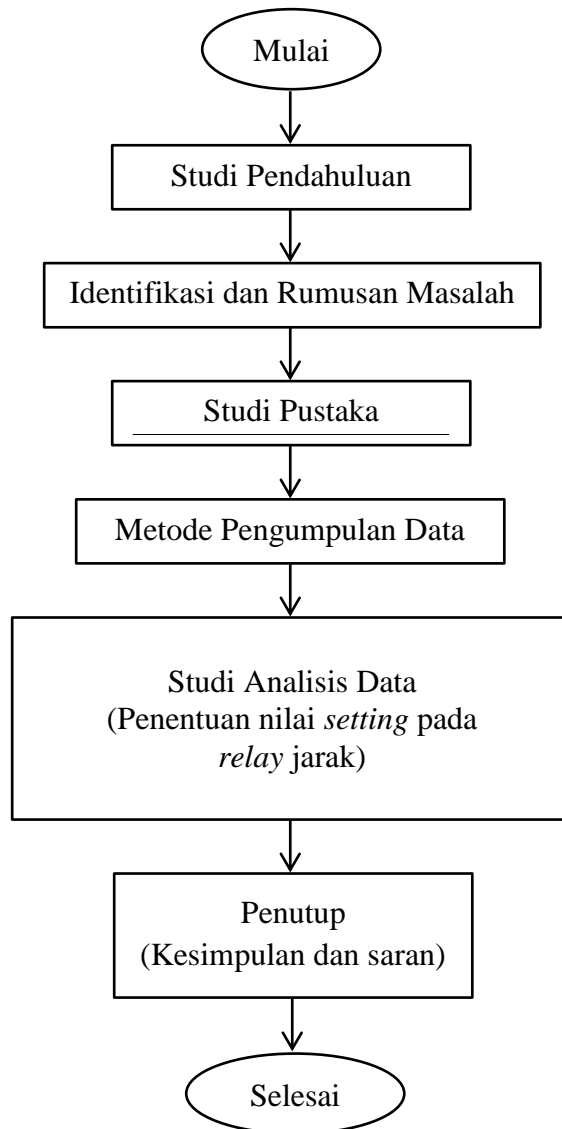 Mulai
Studi Pendahuluan
Identifikasi dan Rumusan Masalah
Studi Pustaka
Metode Pengumpulan Data
Studi Analisis Data
(Penentuan nilai setting pada
relay jarak)
Penutup
(Kesimpulan dan saran)
Selesai